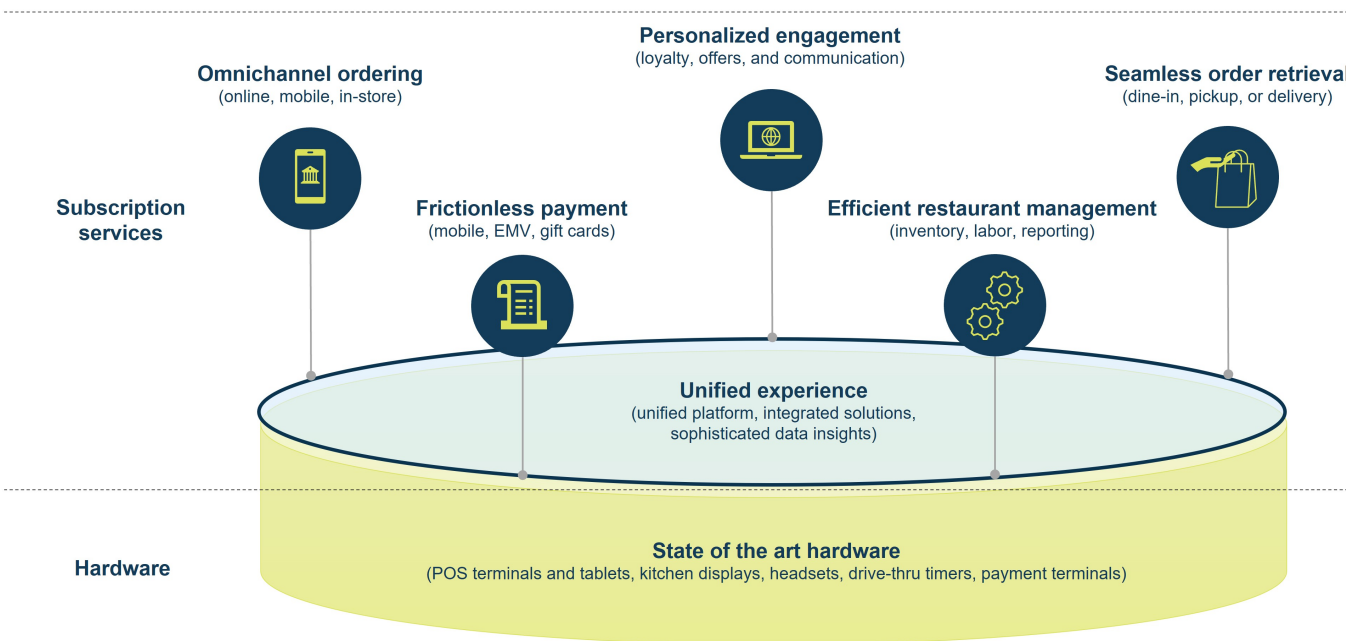 Personalized engagement
(loyalty, offers, and communication)
Omnichannel ordering
(online, mobile, in-store)
Seamless order retrieval
(dine-in, pickup, or delivery)
Subscription
services
Frictionless payment
(mobile, EMV, gift cards)
Efficient restaurant management
(inventory, labor, reporting)
Unified experience
(unified platform, integrated solutions,
sophisticated data insights)
Hardware
State of the art hardware
(POS terminals and tablets, kitchen displays, headsets, drive-thru timers, payment terminals)